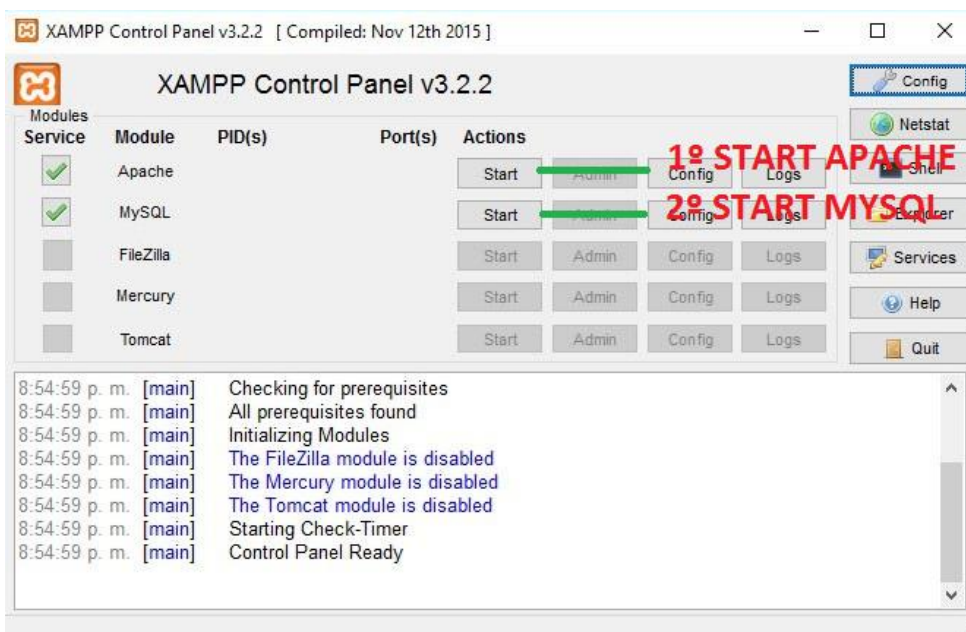 XAMPP Control Panel v3.2.2 [ Compiled: Nov 12th 2015 ]
XAMPP Control Panel v3.2.2
Config
Modules
Service Module PID(s) Port(s) Actions
Netstat
Apache Start Admin Config Logs
Shell
1º START APACHE
MySQL Start Admin Config Logs
Explorer
2º START MYSQL
FileZilla Start Admin Config Logs
Services
Mercury Start Admin Config Logs
Help
Tomcat Start Admin Config Logs
Quit
8:54:59 p. m. [main] Checking for prerequisites
8:54:59 p. m. [main] All prerequisites found
8:54:59 p. m. [main] Initializing Modules
8:54:59 p. m. [main] The FileZilla module is disabled
8:54:59 p. m. [main] The Mercury module is disabled
8:54:59 p. m. [main] The Tomcat module is disabled
8:54:59 p. m. [main] Starting Check-Timer
8:54:59 p. m. [main] Control Panel Ready